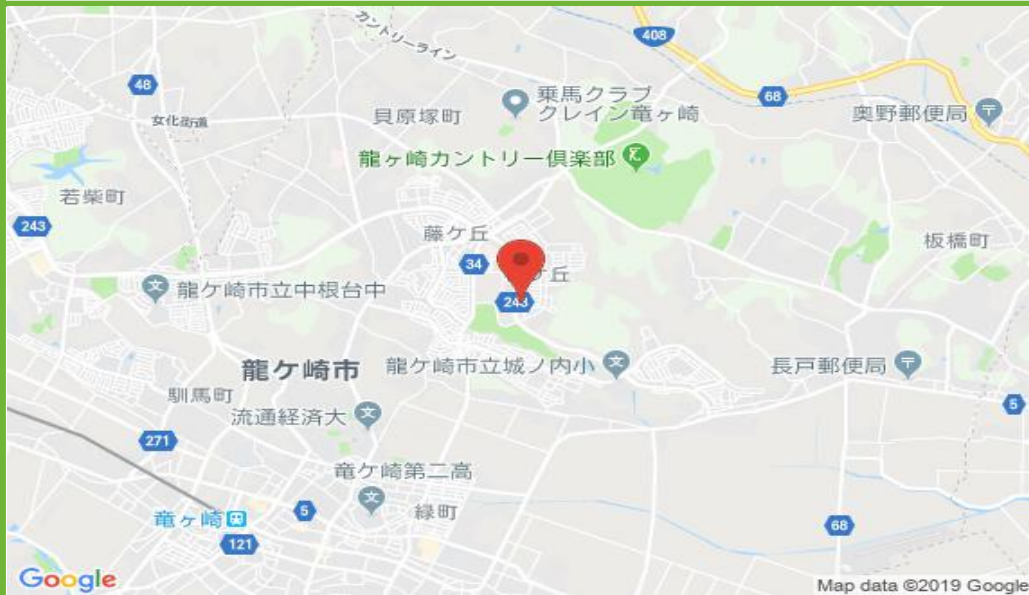 カントリーライン
408
48
68
乗馬クラブ
クレイン竜ヶ崎
奥野郵便局
女化街道
貝原塚町
龍ヶ崎カントリー倶楽部
若柴町
243
藤ケ丘
板橋町
34
ケ丘
龍ケ崎市立中根台中
243
龍ケ崎市
龍ケ崎市立城ノ内小
長戸郵便局
馴馬町
流通経済大
5
271
竜ケ崎第二高
竜ヶ崎
5
緑町
68
121
Google
Map data ©2019 Google